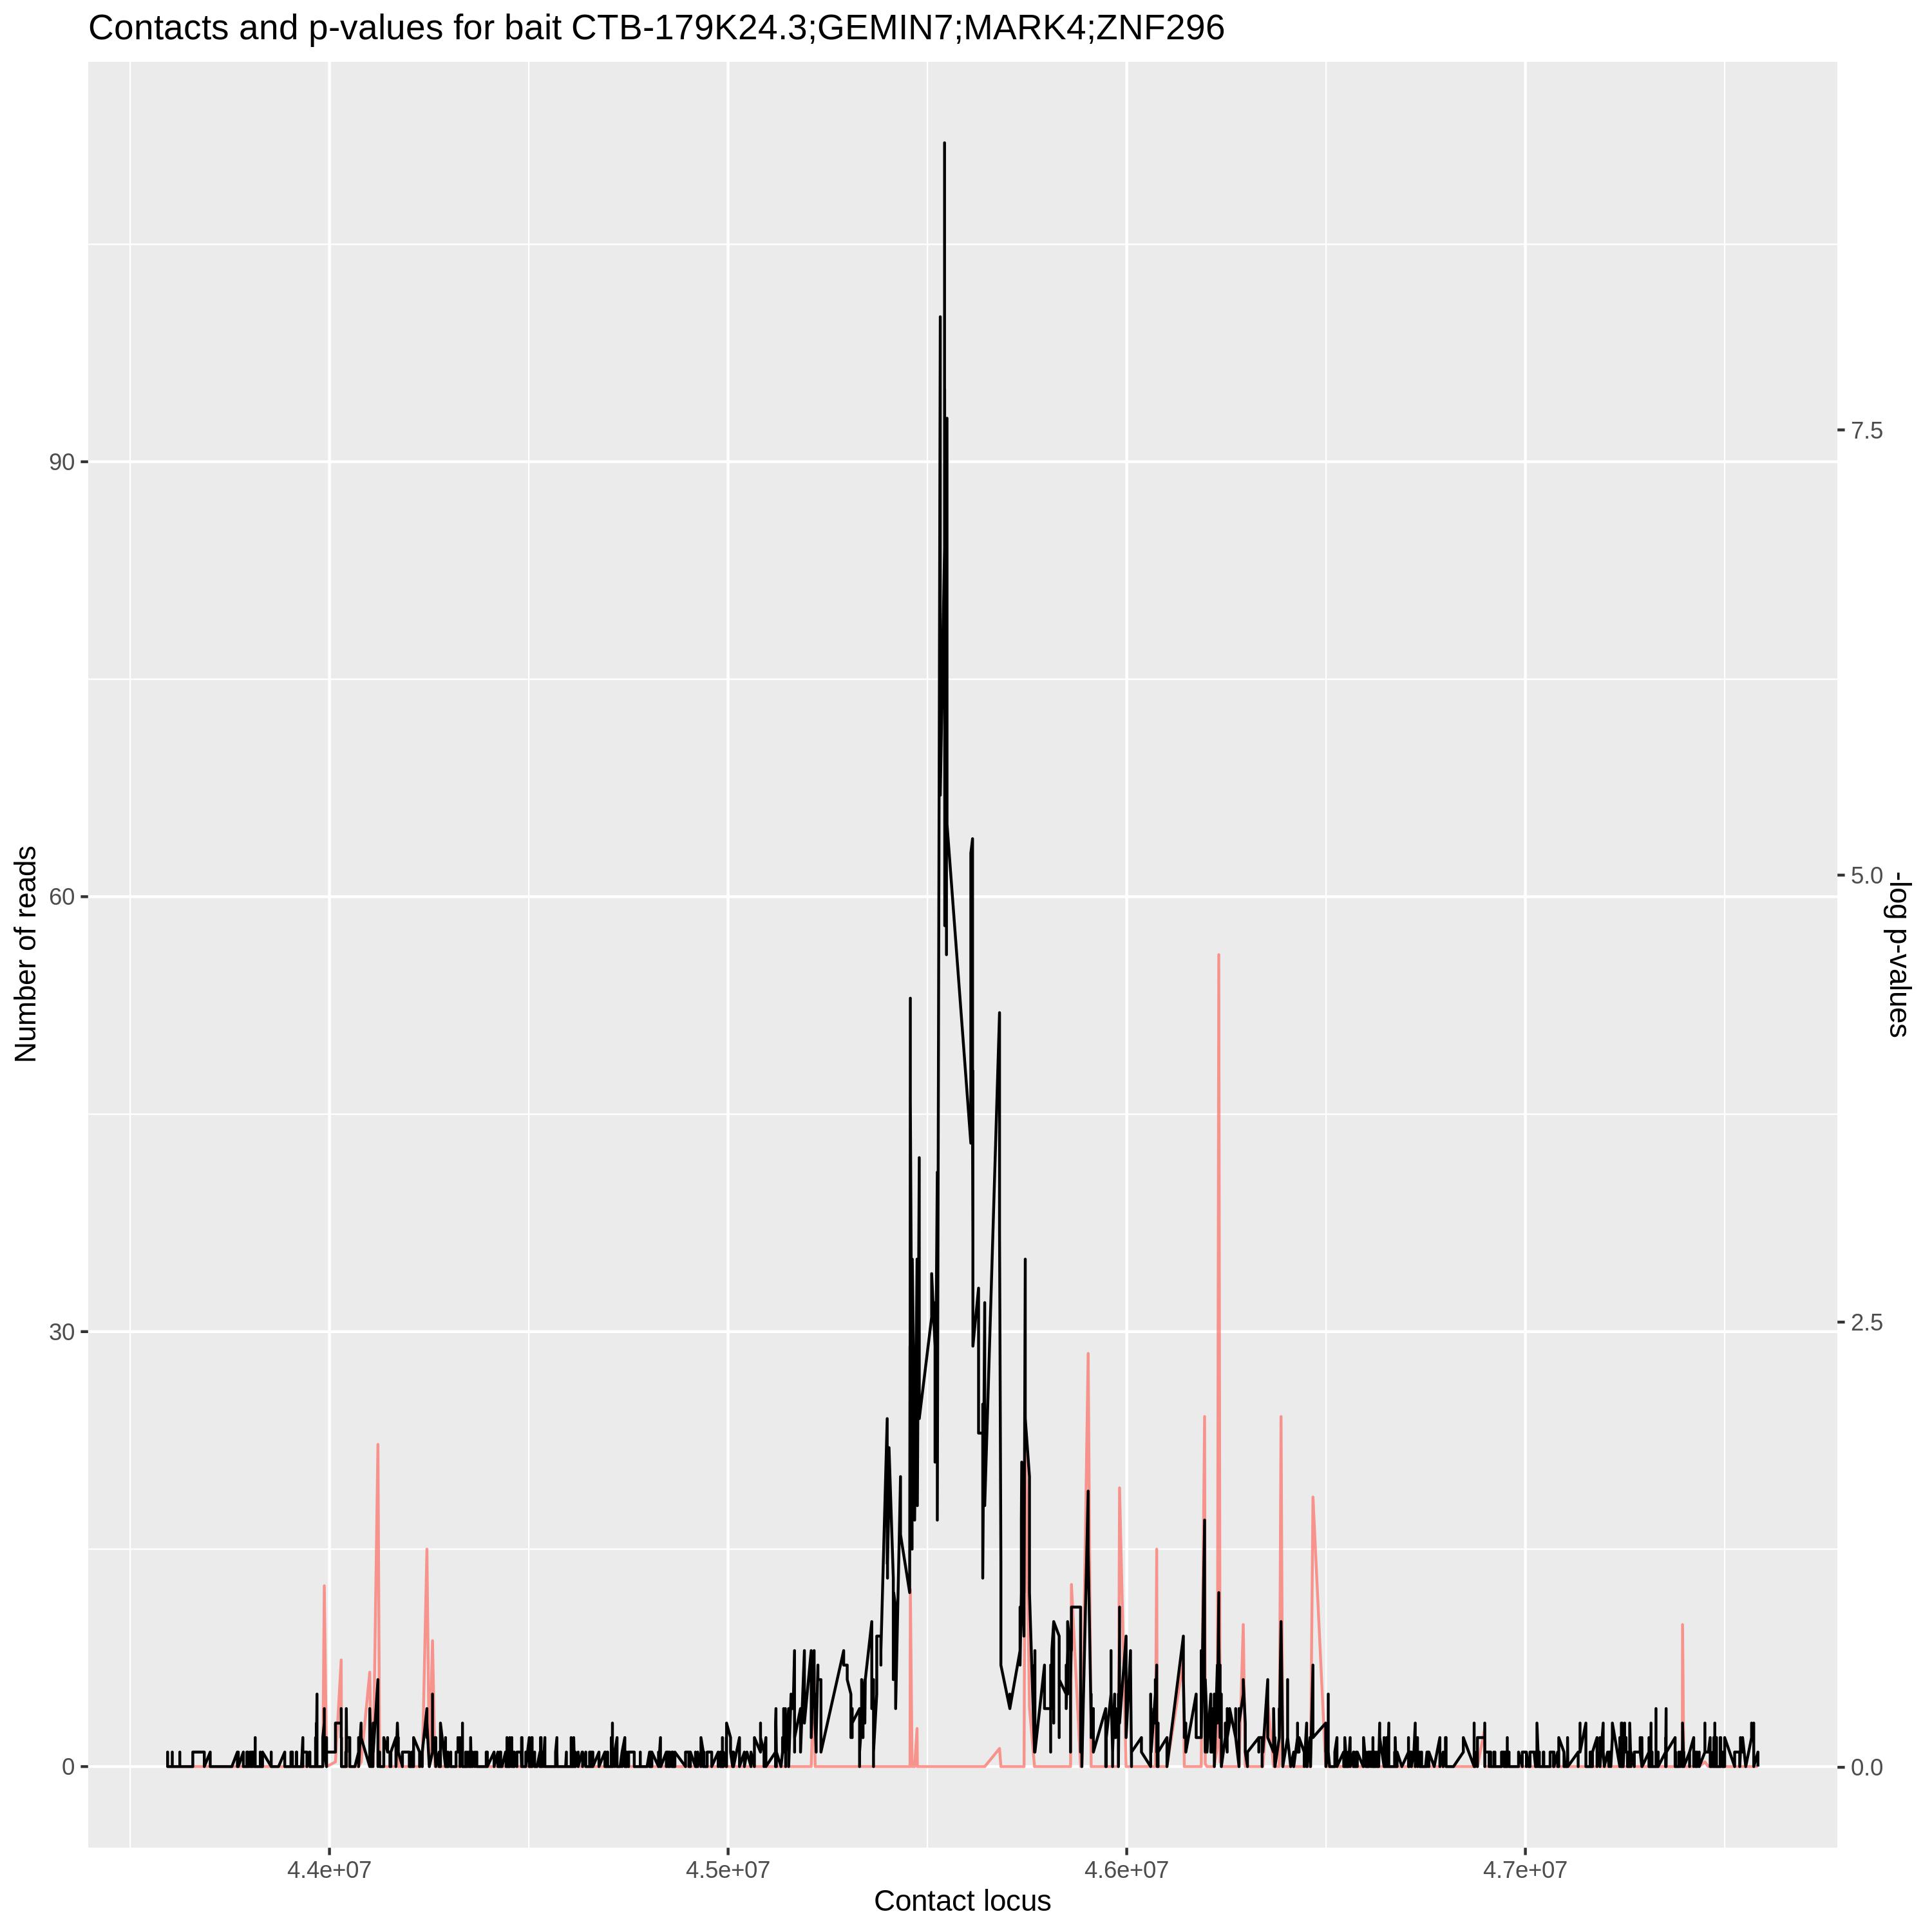 Contacts and p-values for bait CTB-179K24.3;GEMIN7;MARK4;ZNF296
Number of reads
90
60
30
0
7.5
5.0
2.5
0.0
-log p-values
4.4e+07
4.5e+07
4.6e+07
4.7e+07
Contact locus